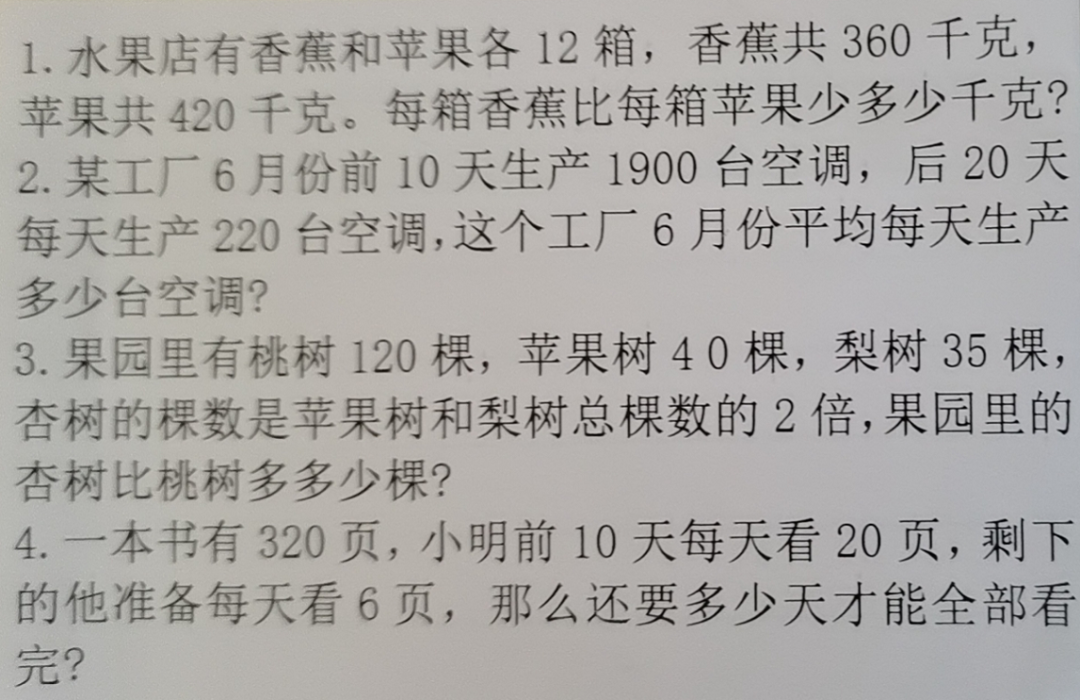 1. 水果店有香蕉和苹果各 12 箱，香蕉共 360 千克，
苹果共 420 千克。每箱香蕉比每箱苹果少多少千克?
2. 某工厂 6 月份前 10 天生产 1900 台空调，后 20 天
每天生产 220 台空调,这个工厂 6 月份平均每天生产
多少台空调?
3. 果园里有桃树 120 棵，苹果树 4 0 棵，梨树 35 棵，
杏树的棵数是苹果树和梨树总棵数的 2 倍,果园里的
杏树比桃树多多少棵?
4. 一本书有 320 页，小明前 10 天每天看 20 页，剩下
的他准备每天看 6 页，那么还要多少天才能全部看
完?